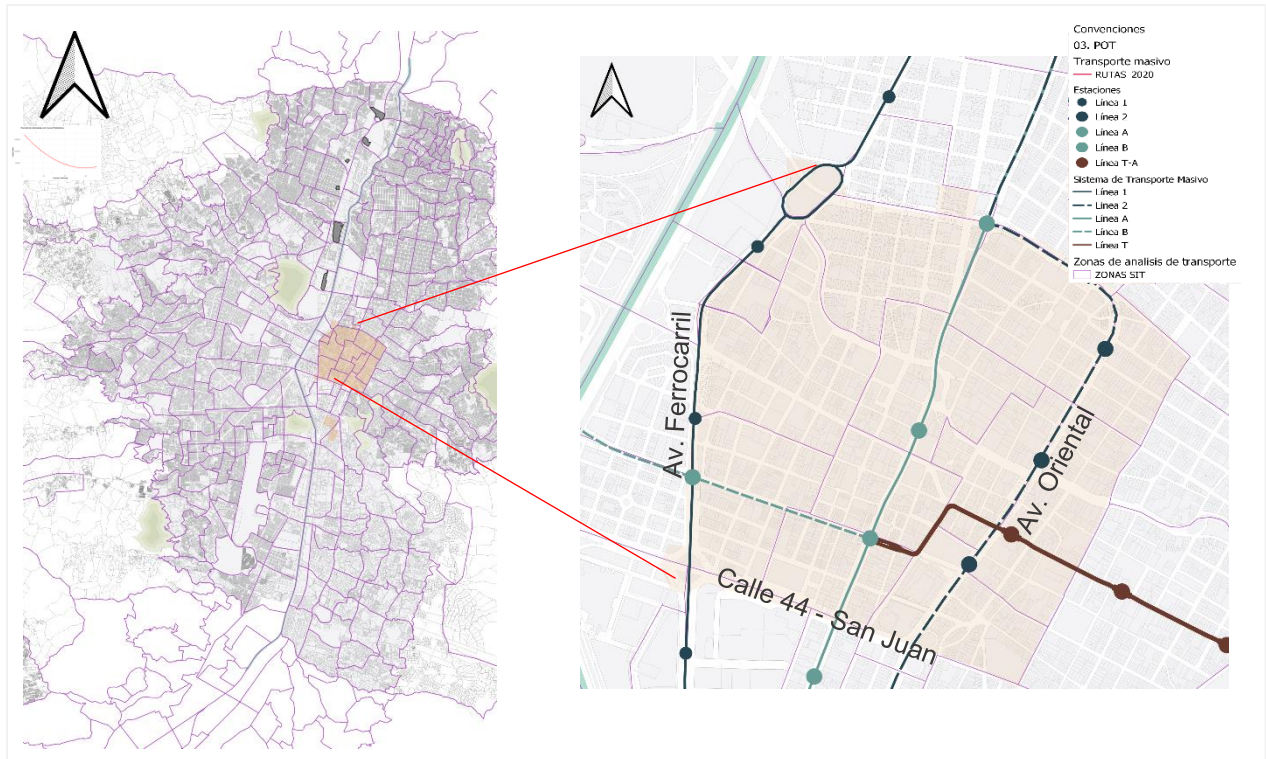 Convenciones
03. POT
Transporte masivo
RUTAS 2020
Estaciones
Línea 1
Línea 2
Línea A
Línea B
Línea T-A
Sistema de Transporte Masivo
Línea 1
Línea 2
Línea A
Línea B
Línea T
Zonas de analisis de transporte
ZONAS SIT
Av. Ferrocarril
Av. Oriental
Calle 44 - San Juan